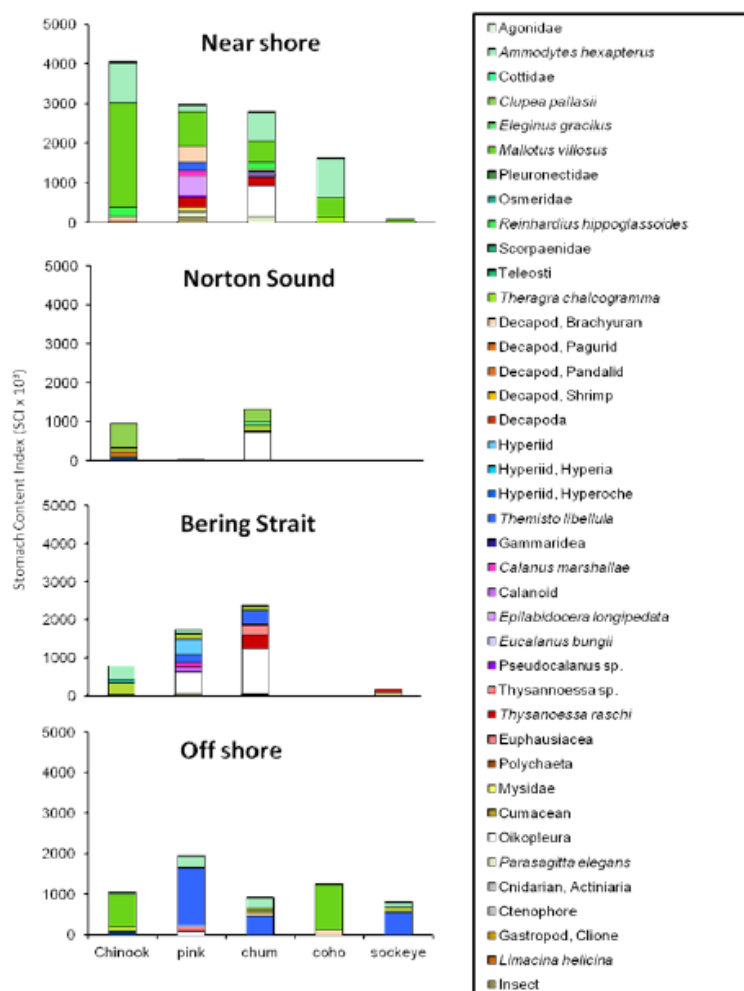 Near shore
5000
4000
3000
2000
1000
0
Norton Sound
5000
4000
3000
2000
1000
0
Bering Strait
5000
4000
3000
2000
1000
0
Off shore
5000
4000
3000
2000
1000
0
Chinook pink chum coho sockeye
Stomach Content Index (SCI x 10³)
Agonidae
Ammodytes hexapterus
Cottidae
Clupea pallasii
Eleginus gracilus
Mallotus villosus
Pleuronectidae
Osmeridae
Reinhardius hippoglassoides
Scorpaenidae
Teleosti
Theragra chalcogramma
Decapod, Brachyuran
Decapod, Pagurid
Decapod, Pandalid
Decapod, Shrimp
Decapoda
Hyperiid
Hyperiid, Hyperia
Hyperiid, Hyperoche
Themisto libellula
Gammaridea
Calanus marshallae
Calanoid
Epilabidocera longipedata
Eucalanus bungii
Pseudocalanus sp.
Thysannoessa sp.
Thysanoessa raschi
Euphausiacea
Polychaeta
Mysidae
Cumacean
Oikopleura
Parasagitta elegans
Cnidarian, Actiniaria
Ctenophore
Gastropod, Clione
Limacina helicina
Insect